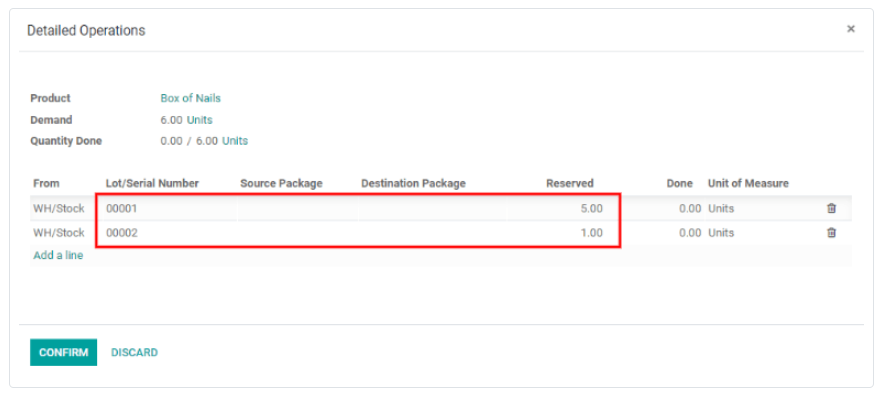 Detailed Operations ×
Product Box of Nails
Demand 6.00 Units
Quantity Done 0.00 / 6.00 Units
From Lot/Serial Number Source Package Destination Package Reserved Done Unit of Measure
WH/Stock 00001 5.00 0.00 Units
WH/Stock 00002 1.00 0.00 Units
Add a line
CONFIRM DISCARD